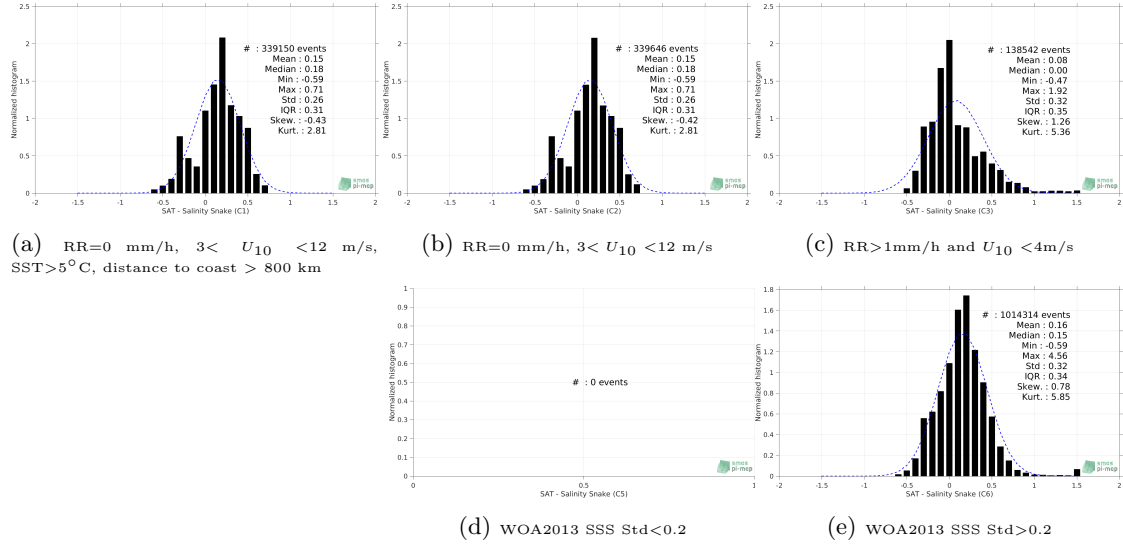 Normalized histogram
2.5
2
1.5
1
0.5
0
-2 -1.5 -1 -0.5 0 0.5 1 1.5 2
SAT - Salinity Snake (C1)
# : 339150 events
Mean : 0.15
Median : 0.18
Min : -0.59
Max : 0.71
Std : 0.26
IQR : 0.31
Skew. : -0.43
Kurt. : 2.81
smos
pi-mep
(a) RR=0 mm/h, 3< U10 <12 m/s,
SST>5°C, distance to coast > 800 km
Normalized histogram
2.5
2
1.5
1
0.5
0
-2 -1.5 -1 -0.5 0 0.5 1 1.5 2
SAT - Salinity Snake (C2)
# : 339646 events
Mean : 0.15
Median : 0.18
Min : -0.59
Max : 0.71
Std : 0.26
IQR : 0.31
Skew. : -0.42
Kurt. : 2.81
smos
pi-mep
(b) RR=0 mm/h, 3< U10 <12 m/s
Normalized histogram
2.5
2
1.5
1
0.5
0
-2 -1.5 -1 -0.5 0 0.5 1 1.5 2
SAT - Salinity Snake (C3)
# : 138542 events
Mean : 0.08
Median : 0.00
Min : -0.47
Max : 1.92
Std : 0.32
IQR : 0.35
Skew. : 1.26
Kurt. : 5.36
smos
pi-mep
(c) RR>1mm/h and U10 <4m/s
Normalized histogram
1
0.9
0.8
0.7
0.6
0.5
0.4
0.3
0.2
0.1
0
0 0.5 1
SAT - Salinity Snake (C5)
# : 0 events
smos
pi-mep
(d) WOA2013 SSS Std<0.2
Normalized histogram
1.8
1.6
1.4
1.2
1
0.8
0.6
0.4
0.2
0
-2 -1.5 -1 -0.5 0 0.5 1 1.5 2
SAT - Salinity Snake (C6)
# : 1014314 events
Mean : 0.16
Median : 0.15
Min : -0.59
Max : 4.56
Std : 0.32
IQR : 0.34
Skew. : 0.78
Kurt. : 5.85
smos
pi-mep
(e) WOA2013 SSS Std>0.2